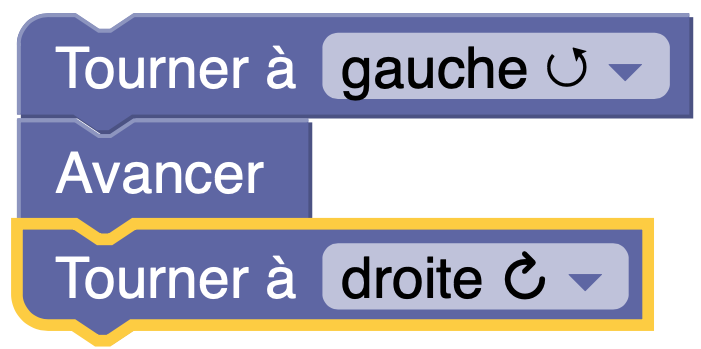 Tourner à gauche ↺
Avancer
Tourner à droite ↻